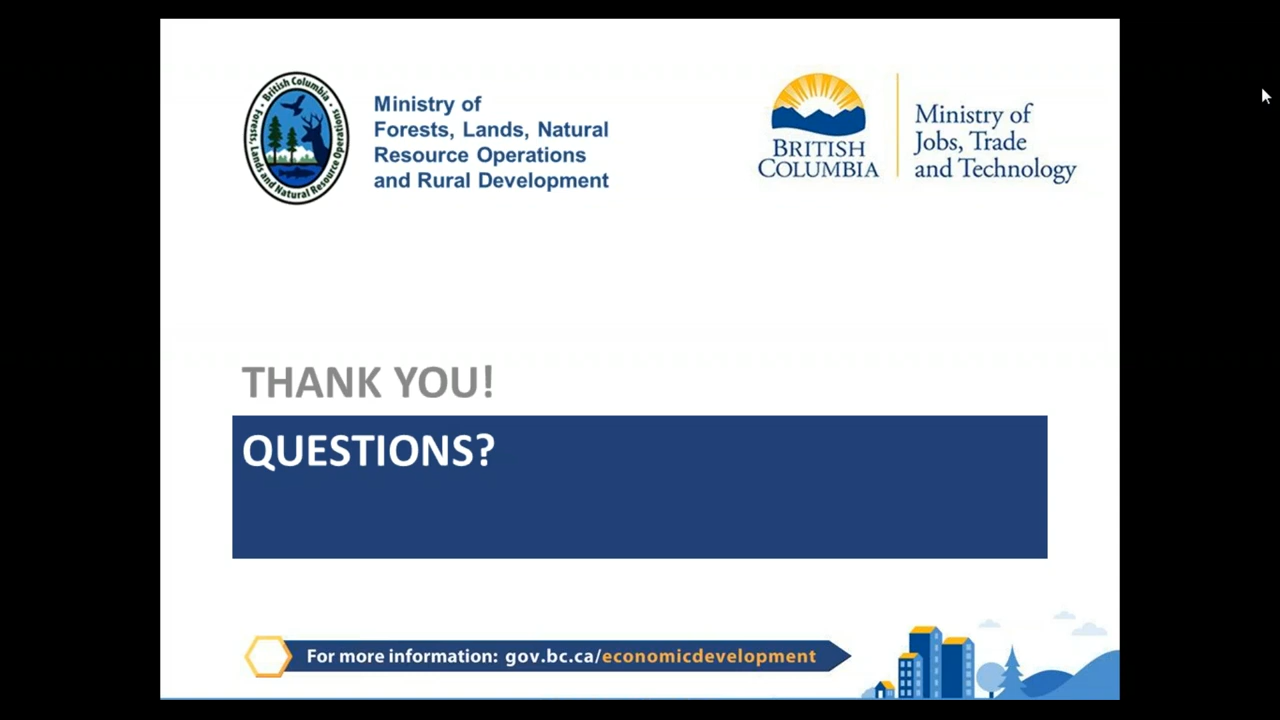 British Columbia
Forests, Lands and Natural Resource Operations
Ministry of
Forests, Lands, Natural
Resource Operations
and Rural Development
BRITISH
COLUMBIA
Ministry of
Jobs, Trade
and Technology
THANK YOU!
QUESTIONS?
For more information: gov.bc.ca/economicdevelopment